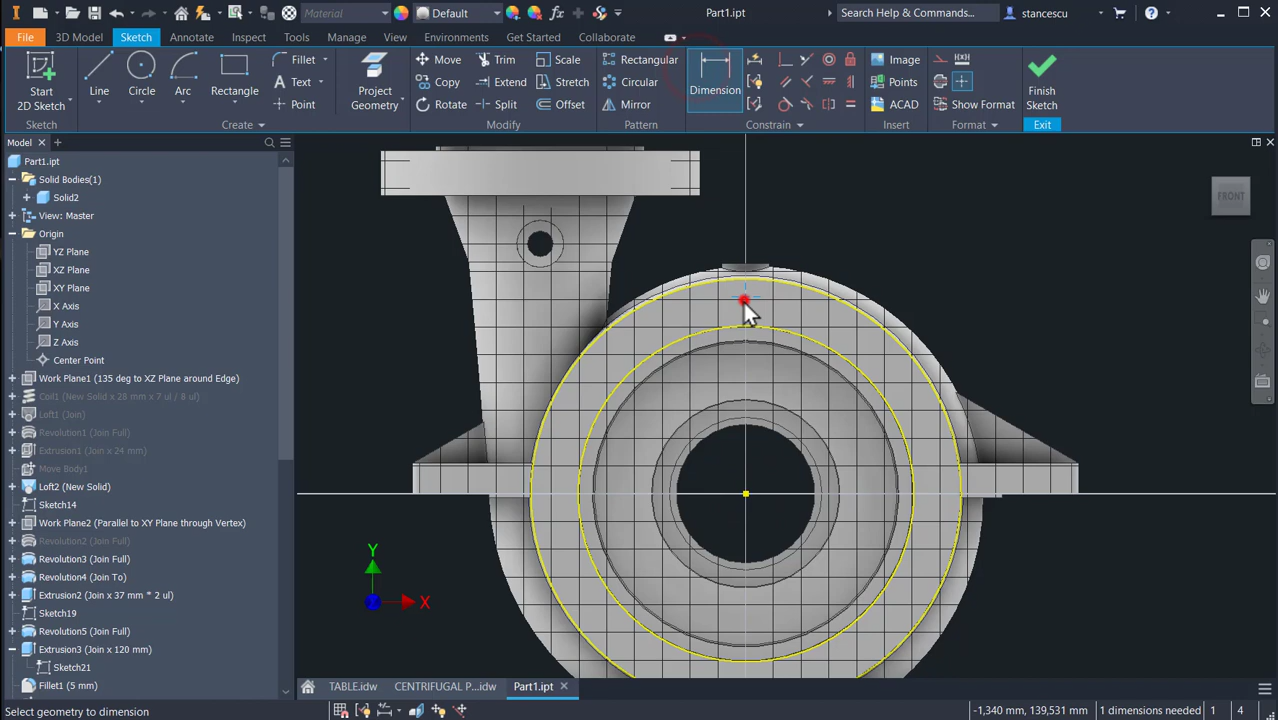 Material
Default
Part1.ipt
Search Help & Commands...
stancescu
File
3D Model
Sketch
Annotate
Inspect
Tools
Manage
View
Environments
Get Started
Collaborate
Start
2D Sketch
Line
Circle
Arc
Rectangle
Fillet
Text
Point
Project
Geometry
Move
Copy
Rotate
Trim
Extend
Split
Scale
Stretch
Offset
Rectangular
Circular
Mirror
Dimension
Image
Points
ACAD
Show Format
Finish
Sketch
Sketch
Create
Modify
Pattern
Constrain
Insert
Format
Exit
Model
Part1.ipt
Solid Bodies(1)
Solid2
View: Master
Origin
YZ Plane
XZ Plane
XY Plane
X Axis
Y Axis
Z Axis
Center Point
Work Plane1 (135 deg to XZ Plane around Edge)
Coil1 (New Solid x 28 mm x 7 ul / 8 ul)
Loft1 (Join)
Revolution1 (Join Full)
Extrusion1 (Join x 24 mm)
Move Body1
Loft2 (New Solid)
Sketch14
Work Plane2 (Parallel to XY Plane through Vertex)
Revolution2 (Join Full)
Revolution3 (Join Full)
Revolution4 (Join To)
Extrusion2 (Join x 37 mm * 2 ul)
Sketch19
Revolution5 (Join Full)
Extrusion3 (Join x 120 mm)
Sketch21
Fillet1 (5 mm)
FRONT
Y
X
TABLE.idw
CENTRIFUGAL P...idw
Part1.ipt
Select geometry to dimension
-1,340 mm, 139,531 mm
1 dimensions needed
1
4